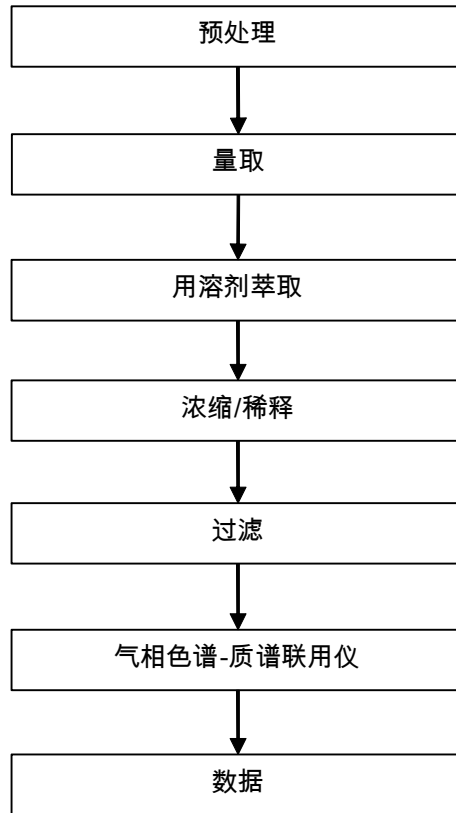 预处理
量取
用溶剂萃取
浓缩/稀释
过滤
气相色谱-质谱联用仪
数据